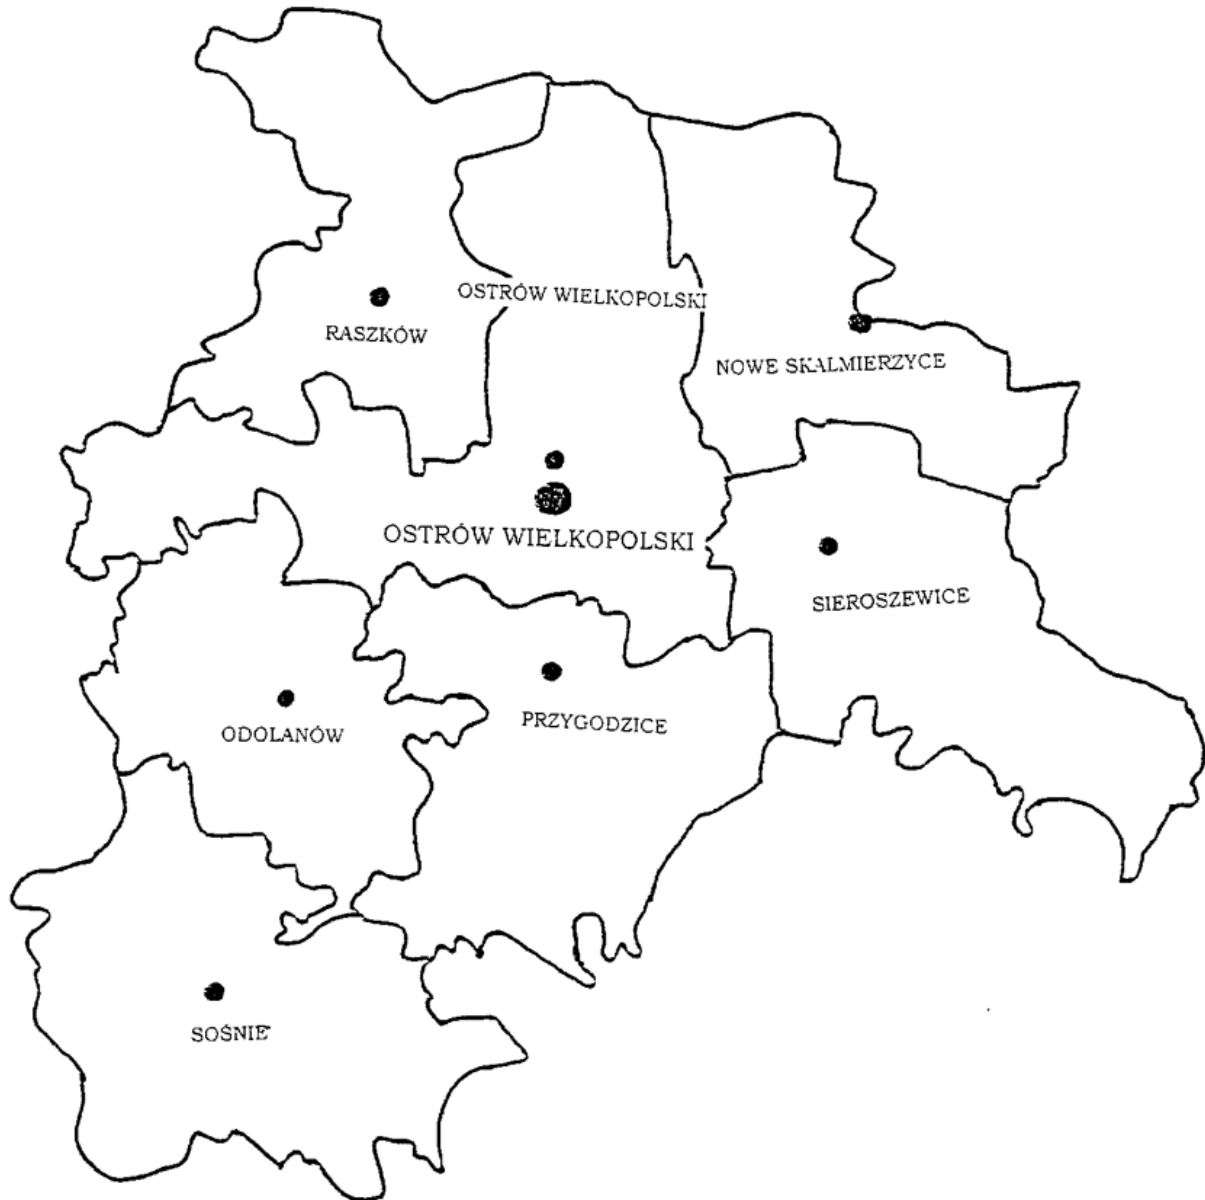 OSTRÓW WIELKOPOLSKI
RASZKÓW
NOWE SKALMIERZYCE
OSTRÓW WIELKOPOLSKI
SIEROSZEWICE
PRZYGODZICE
ODOLANÓW
SOŚNIE